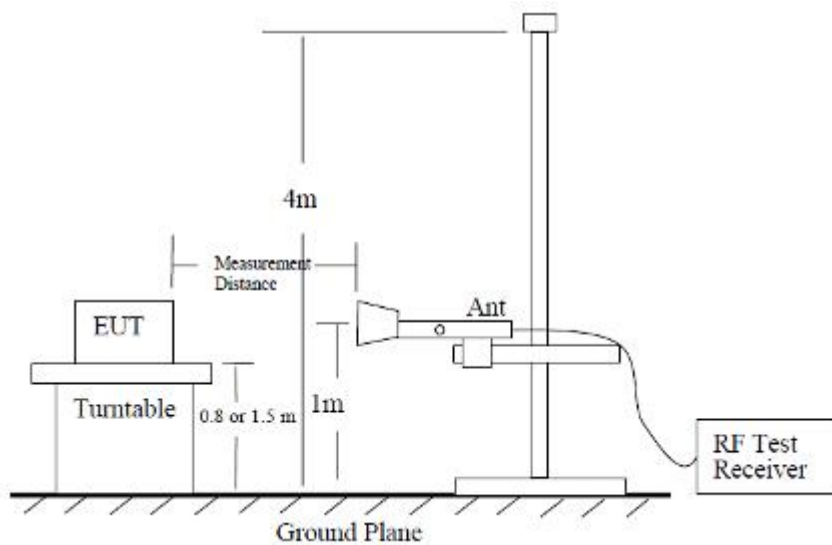 4m
Measurement
Distance
EUT
Ant
Turntable
0.8 or 1.5 m
1m
RF Test
Receiver
Ground Plane